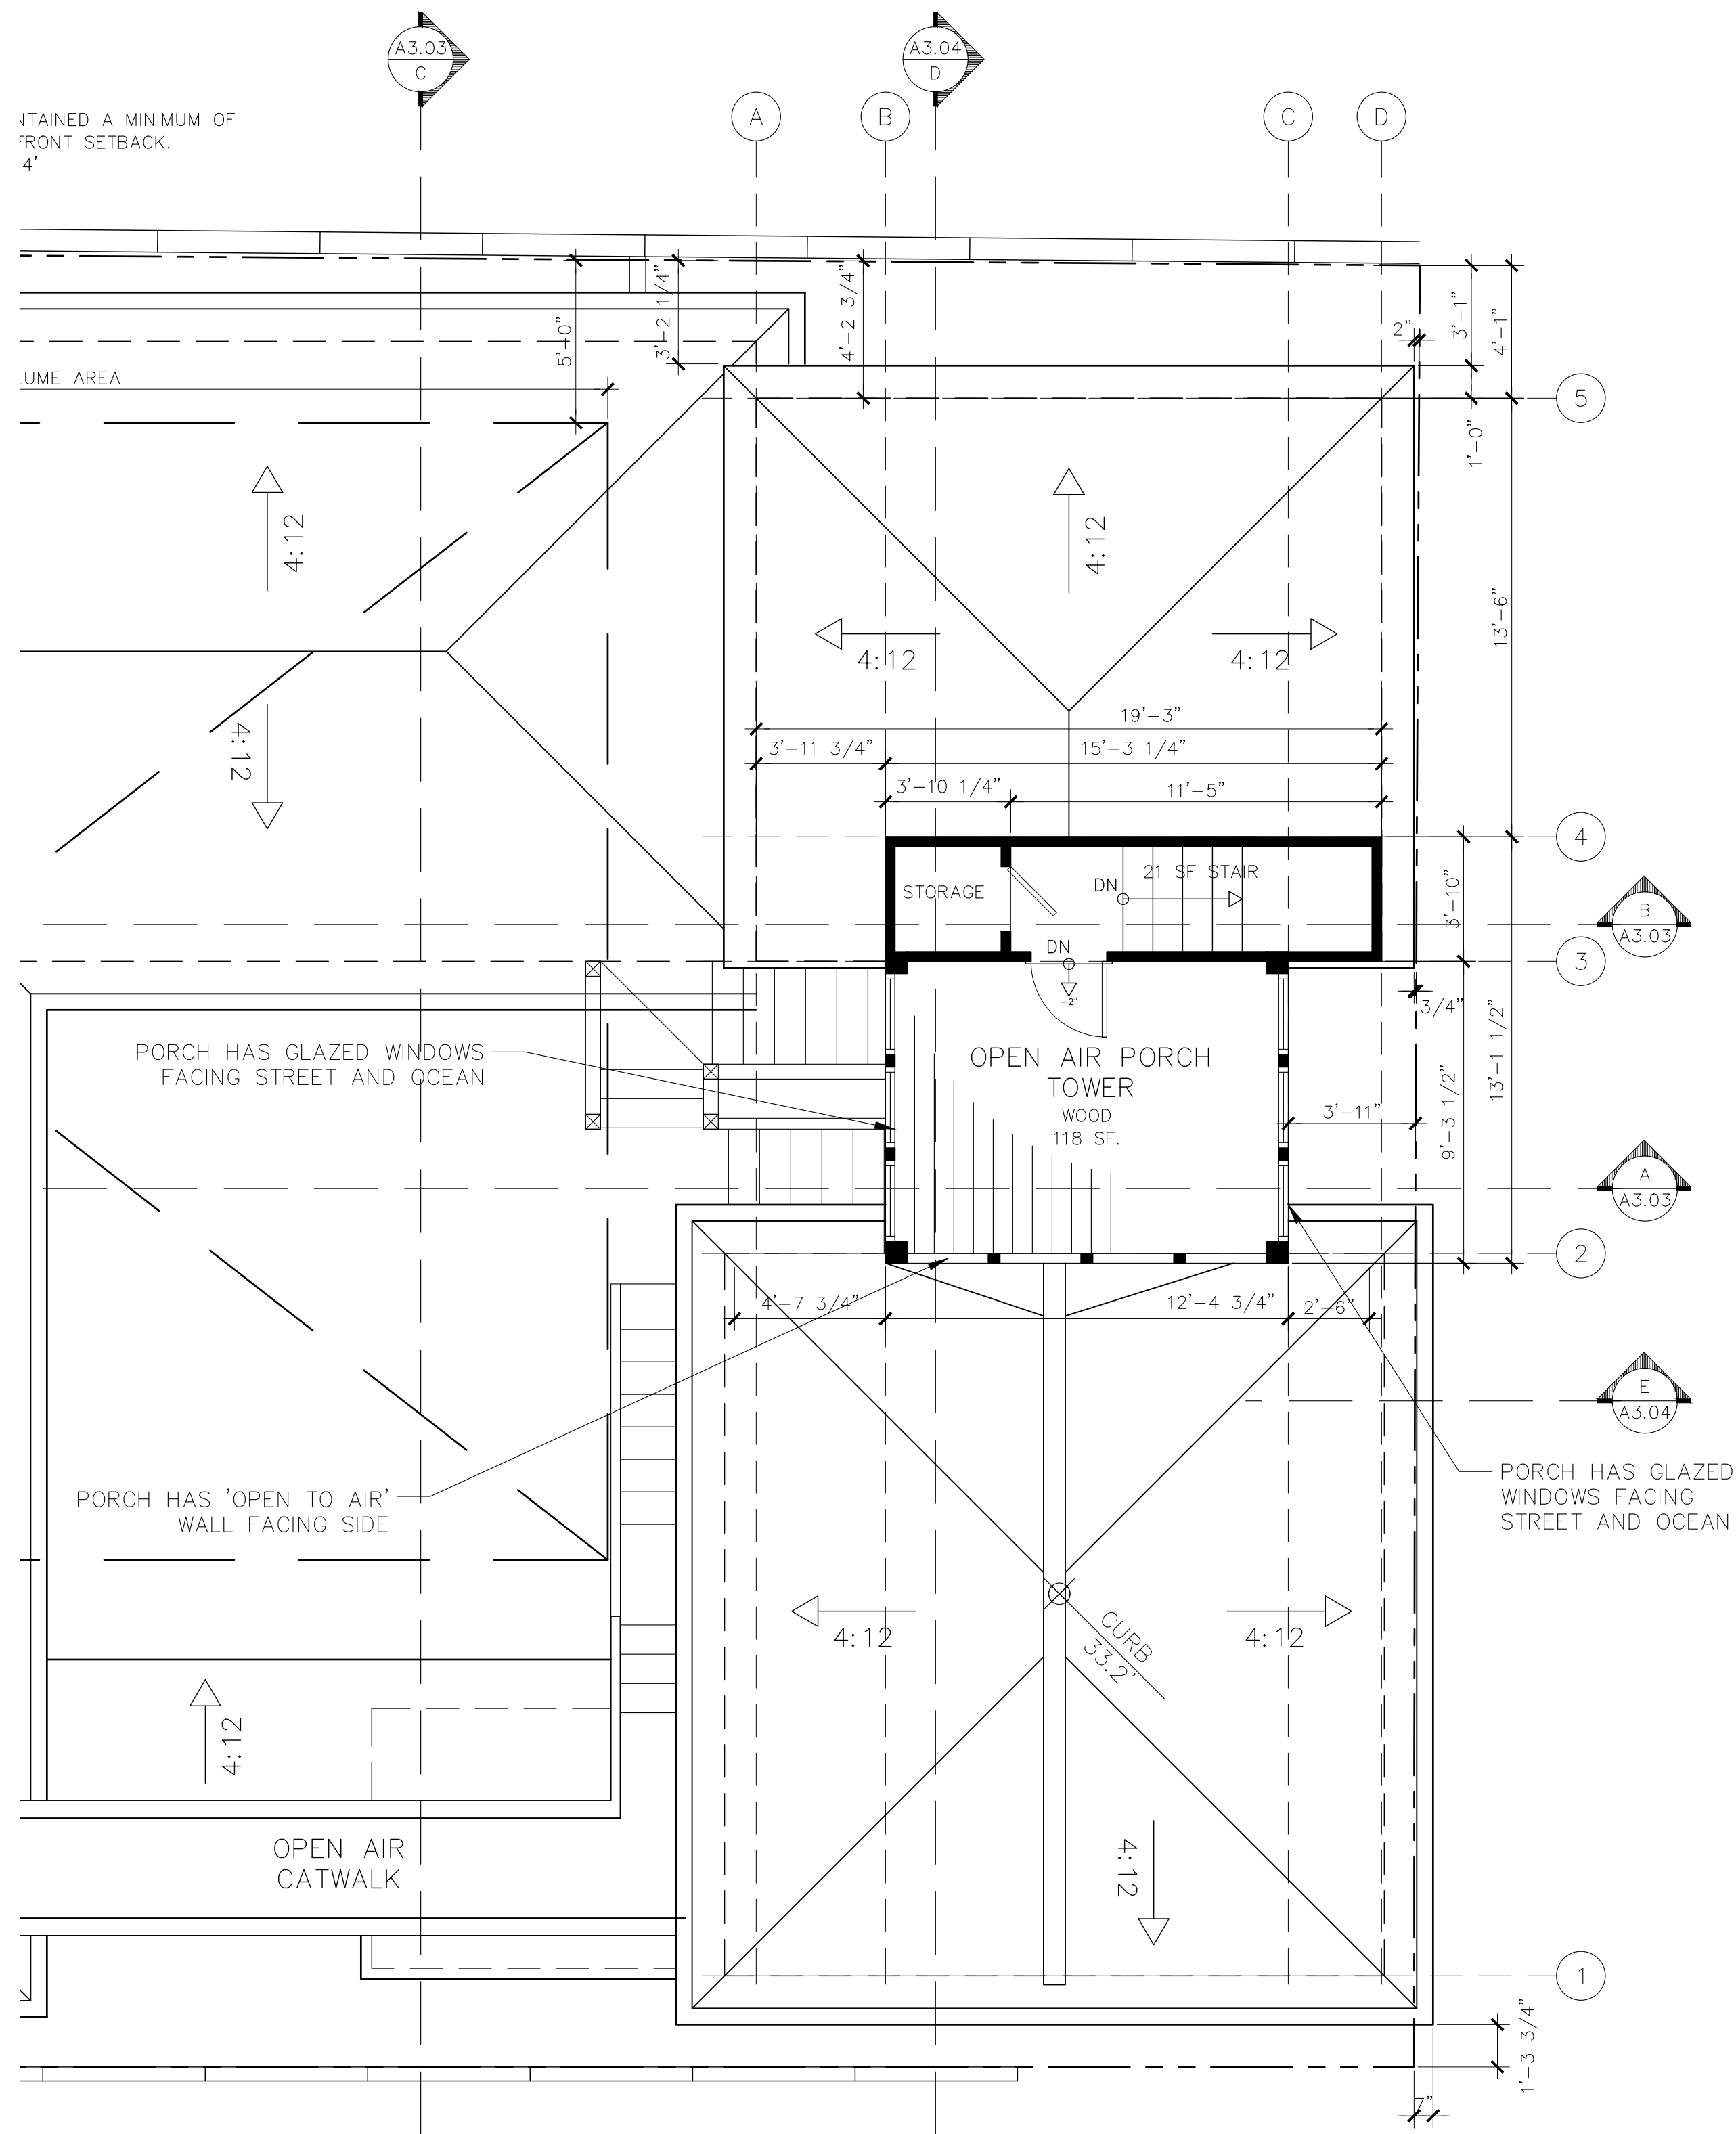 A3.03
C
A3.04
D
A
B
C
D
NTAINED A MINIMUM OF
FRONT SETBACK.
.4'
5'-0"
3'-2 1/4"
4'-2 3/4"
2"
3'-1"
4'-1"
LUME AREA
5
1'-0"
4:12
4:12
13'-6"
4:12
4:12
4:12
19'-3"
3'-11 3/4"
15'-3 1/4"
3'-10 1/4"
11'-5"
4
STORAGE
DN
21 SF STAIR
3'-10"
B
A3.03
DN
3
-2"
3/4"
PORCH HAS GLAZED WINDOWS
FACING STREET AND OCEAN
OPEN AIR PORCH
TOWER
WOOD
118 SF.
3'-11"
9'-3 1/2"
13'-1 1/2"
A
A3.03
2
4'-7 3/4"
12'-4 3/4"
2'-6"
E
A3.04
PORCH HAS 'OPEN TO AIR'
WALL FACING SIDE
PORCH HAS GLAZED
WINDOWS FACING
STREET AND OCEAN
4:12
4:12
CURB
33.2'
4:12
4:12
OPEN AIR
CATWALK
1
1'-3 3/4"
7"